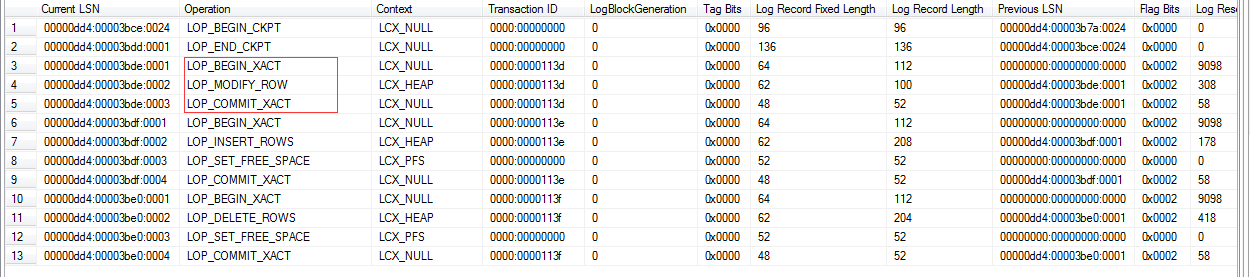 Current LSN Operation Context Transaction ID LogBlockGeneration Tag Bits Log Record Fixed Length Log Record Length Previous LSN Flag Bits Log Rese
1 00000dd4:00003bce:0024 LOP_BEGIN_CKPT LCX_NULL 0000:00000000 0 0x0000 96 96 00000dd4:00003b7a:0024 0x0000 0
2 00000dd4:00003bdd:0001 LOP_END_CKPT LCX_NULL 0000:00000000 0 0x0000 136 136 00000dd4:00003bce:0024 0x0000 0
3 00000dd4:00003bde:0001 LOP_BEGIN_XACT LCX_NULL 0000:0000113d 0 0x0000 64 112 00000000:00000000:0000 0x0002 9098
4 00000dd4:00003bde:0002 LOP_MODIFY_ROW LCX_HEAP 0000:0000113d 0 0x0000 62 100 00000dd4:00003bde:0001 0x0002 308
5 00000dd4:00003bde:0003 LOP_COMMIT_XACT LCX_NULL 0000:0000113d 0 0x0000 48 52 00000dd4:00003bde:0001 0x0002 58
6 00000dd4:00003bdf:0001 LOP_BEGIN_XACT LCX_NULL 0000:0000113e 0 0x0000 64 112 00000000:00000000:0000 0x0002 9098
7 00000dd4:00003bdf:0002 LOP_INSERT_ROWS LCX_HEAP 0000:0000113e 0 0x0000 62 208 00000dd4:00003bdf:0001 0x0002 178
8 00000dd4:00003bdf:0003 LOP_SET_FREE_SPACE LCX_PFS 0000:00000000 0 0x0000 52 52 00000000:00000000:0000 0x0002 0
9 00000dd4:00003bdf:0004 LOP_COMMIT_XACT LCX_NULL 0000:0000113e 0 0x0000 48 52 00000dd4:00003bdf:0001 0x0002 58
10 00000dd4:00003be0:0001 LOP_BEGIN_XACT LCX_NULL 0000:0000113f 0 0x0000 64 112 00000000:00000000:0000 0x0002 9098
11 00000dd4:00003be0:0002 LOP_DELETE_ROWS LCX_HEAP 0000:0000113f 0 0x0000 62 204 00000dd4:00003be0:0001 0x0002 418
12 00000dd4:00003be0:0003 LOP_SET_FREE_SPACE LCX_PFS 0000:00000000 0 0x0000 52 52 00000000:00000000:0000 0x0002 0
13 00000dd4:00003be0:0004 LOP_COMMIT_XACT LCX_NULL 0000:0000113f 0 0x0000 48 52 00000dd4:00003be0:0001 0x0002 58